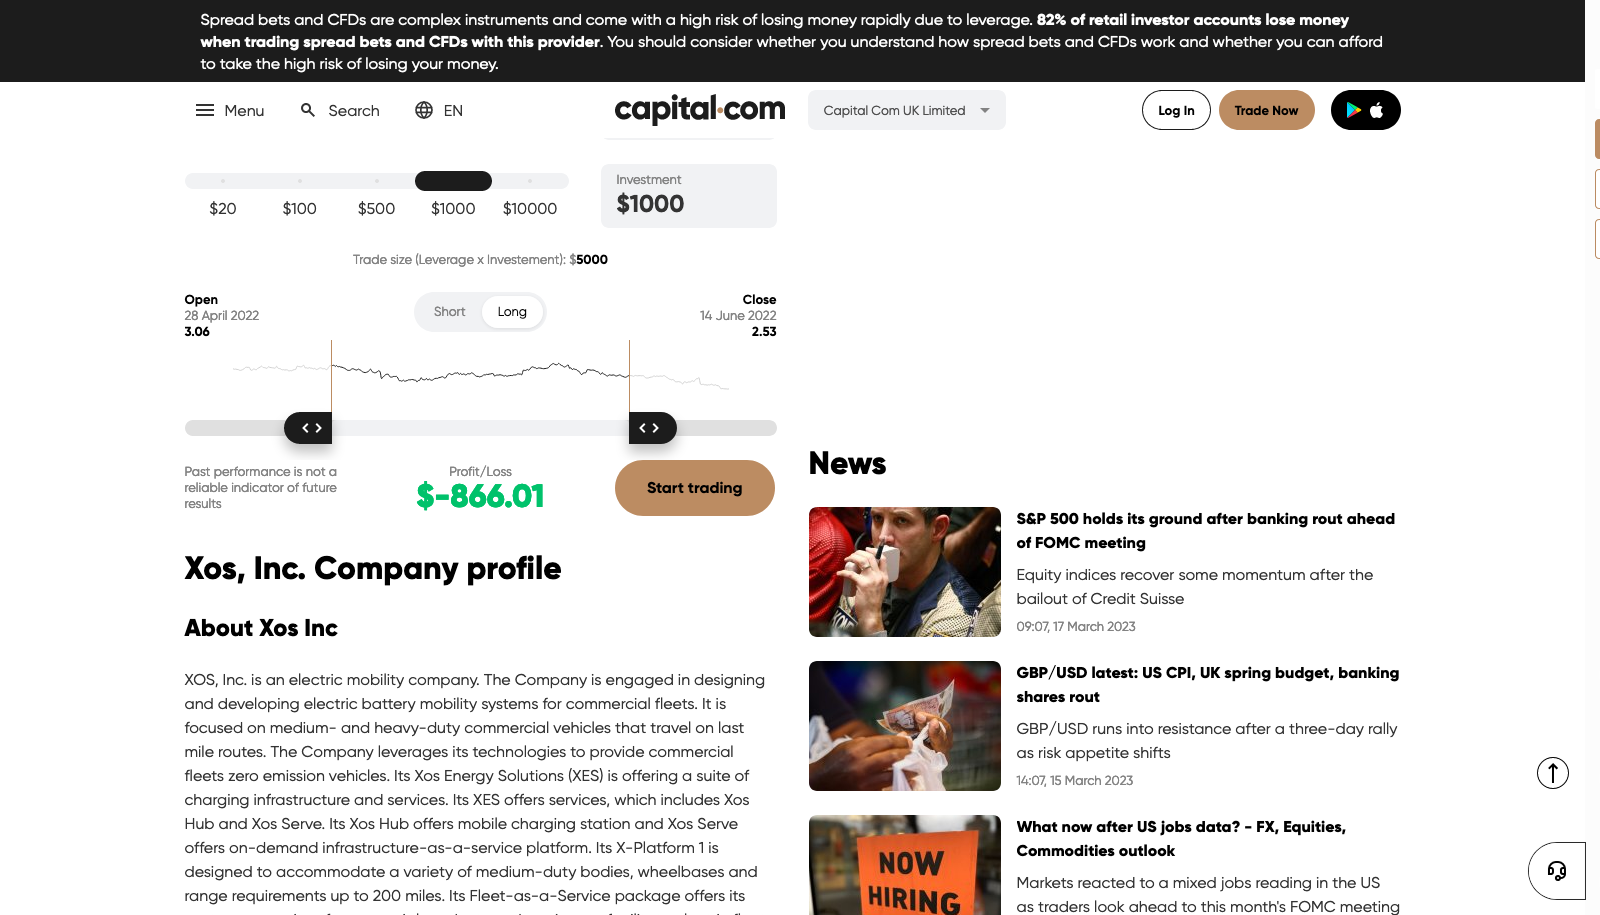 Spread bets and CFDs are complex instruments and come with a high risk of losing money rapidly due to leverage. 82% of retail investor accounts lose money
when trading spread bets and CFDs with this provider. You should consider whether you understand how spread bets and CFDs work and whether you can afford
to take the high risk of losing your money.
Menu
Search
EN
capital.com
Capital Com UK Limited
Log In
Trade Now
$20
$100
$500
$1000
$10000
Investment
$1000
Trade size (Leverage x Investement): $5000
Open
28 April 2022
3.06
Short
Long
Close
14 June 2022
2.53
Past performance is not a
reliable indicator of future
results
Profit/Loss
$-866.01
Start trading
Xos, Inc. Company profile
About Xos Inc
XOS, Inc. is an electric mobility company. The Company is engaged in designing
and developing electric battery mobility systems for commercial fleets. It is
focused on medium- and heavy-duty commercial vehicles that travel on last
mile routes. The Company leverages its technologies to provide commercial
fleets zero emission vehicles. Its Xos Energy Solutions (XES) is offering a suite of
charging infrastructure and services. Its XES offers services, which includes Xos
Hub and Xos Serve. Its Xos Hub offers mobile charging station and Xos Serve
offers on-demand infrastructure-as-a-service platform. Its X-Platform 1 is
designed to accommodate a variety of medium-duty bodies, wheelbases and
range requirements up to 200 miles. Its Fleet-as-a-Service package offers its
News
S&P 500 holds its ground after banking rout ahead
of FOMC meeting
Equity indices recover some momentum after the
bailout of Credit Suisse
09:07, 17 March 2023
GBP/USD latest: US CPI, UK spring budget, banking
shares rout
GBP/USD runs into resistance after a three-day rally
as risk appetite shifts
14:07, 15 March 2023
NOW
HIRING
What now after US jobs data? - FX, Equities,
Commodities outlook
Markets reacted to a mixed jobs reading in the US
as traders look ahead to this month's FOMC meeting